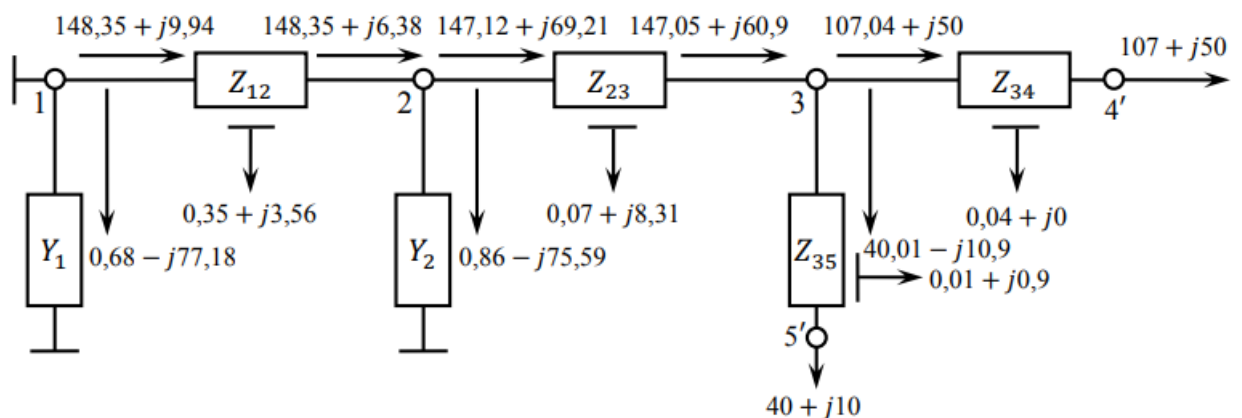 148,35 + j9,94
148,35 + j6,38
147,12 + j69,21
147,05 + j60,9
107,04 + j50
107 + j50
1
Z₁₂
2
Z₂₃
3
Z₃₄
4′
0,35 + j3,56
0,07 + j8,31
0,04 + j0
Y₁
0,68 − j77,18
Y₂
0,86 − j75,59
Z₃₅
40,01 − j10,9
0,01 + j0,9
5′
40 + j10